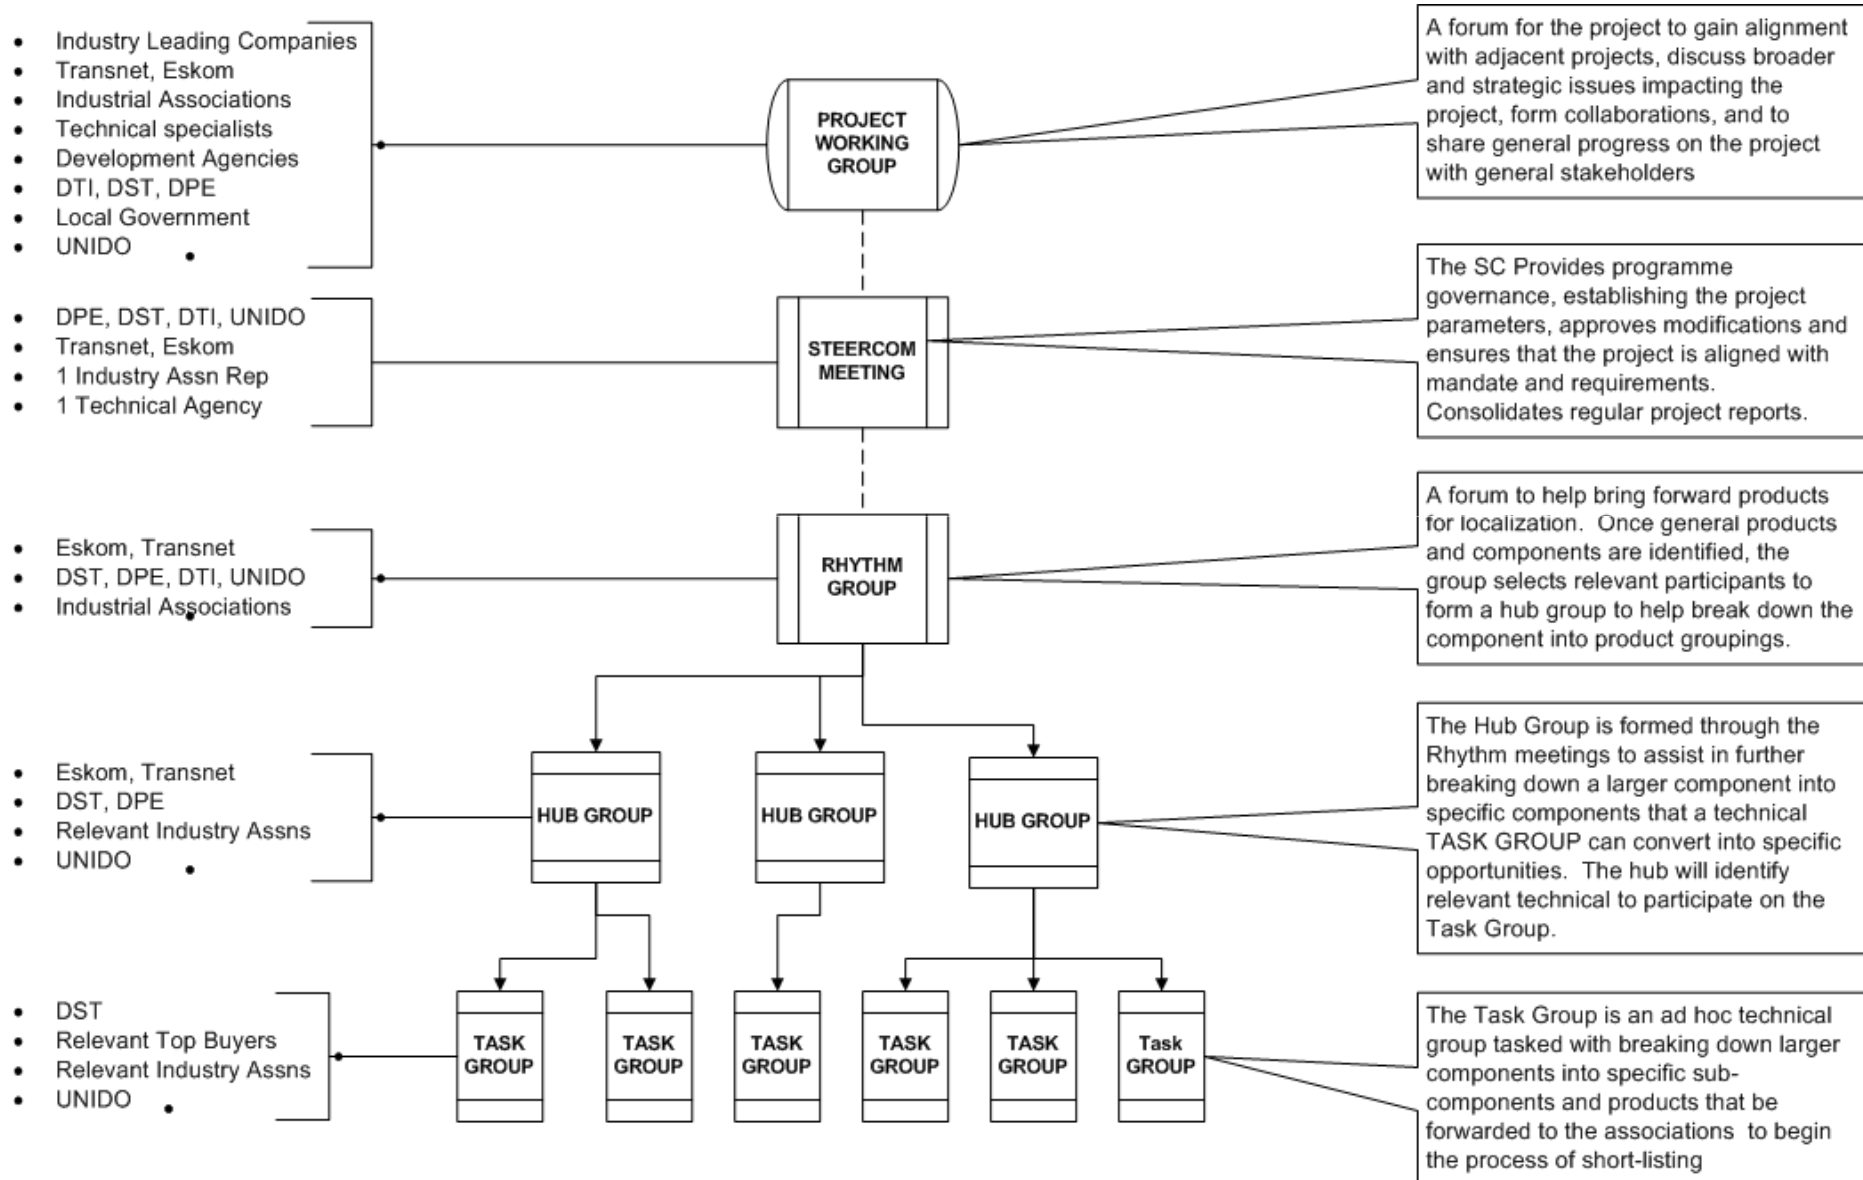 • Industry Leading Companies
• Transnet, Eskom
• Industrial Associations
• Technical specialists
• Development Agencies
• DTI, DST, DPE
• Local Government
• UNIDO
PROJECT
WORKING
GROUP
A forum for the project to gain alignment
with adjacent projects, discuss broader
and strategic issues impacting the
project, form collaborations, and to
share general progress on the project
with general stakeholders
• DPE, DST, DTI, UNIDO
• Transnet, Eskom
• 1 Industry Assn Rep
• 1 Technical Agency
STEERCOM
MEETING
The SC Provides programme
governance, establishing the project
parameters, approves modifications and
ensures that the project is aligned with
mandate and requirements.
Consolidates regular project reports.
• Eskom, Transnet
• DST, DPE, DTI, UNIDO
• Industrial Associations
RHYTHM
GROUP
A forum to help bring forward products
for localization. Once general products
and components are identified, the
group selects relevant participants to
form a hub group to help break down the
component into product groupings.
• Eskom, Transnet
• DST, DPE
• Relevant Industry Assns
• UNIDO
HUB GROUP
HUB GROUP
HUB GROUP
The Hub Group is formed through the
Rhythm meetings to assist in further
breaking down a larger component into
specific components that a technical
TASK GROUP can convert into specific
opportunities. The hub will identify
relevant technical to participate on the
Task Group.
• DST
• Relevant Top Buyers
• Relevant Industry Assns
• UNIDO
TASK
GROUP
TASK
GROUP
TASK
GROUP
TASK
GROUP
TASK
GROUP
Task
GROUP
The Task Group is an ad hoc technical
group tasked with breaking down larger
components into specific sub-
components and products that be
forwarded to the associations to begin
the process of short-listing